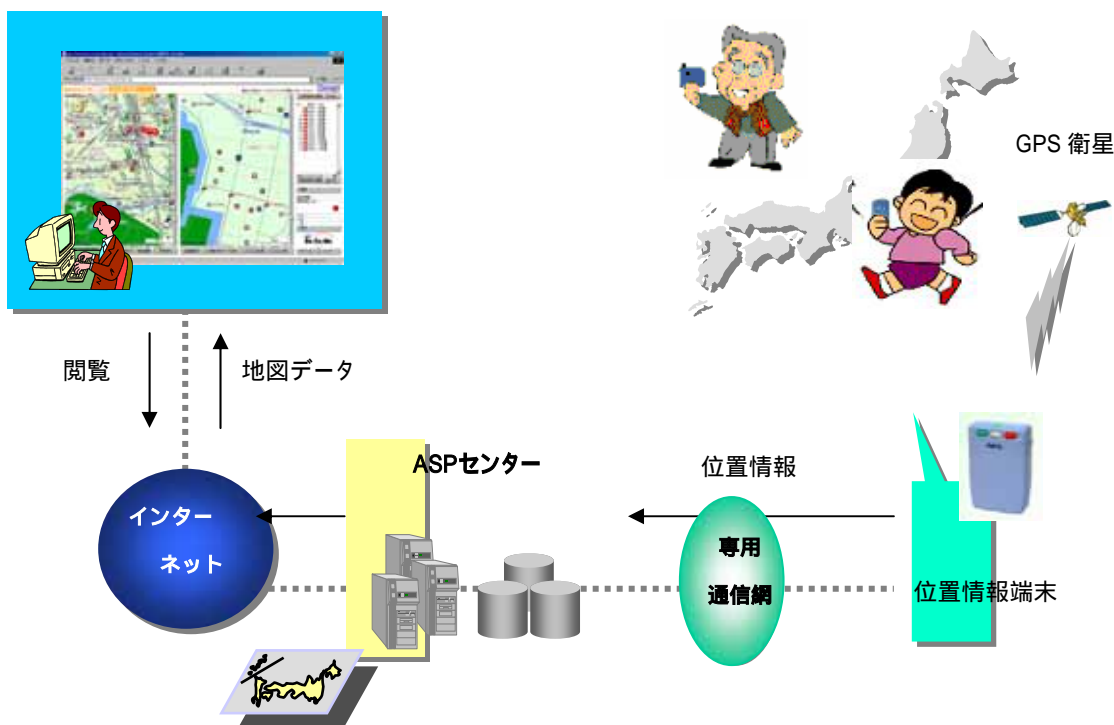 GPS 衛星
閲覧
地図データ
ASPセンター
位置情報
インター
ネット
専用
通信網
位置情報端末